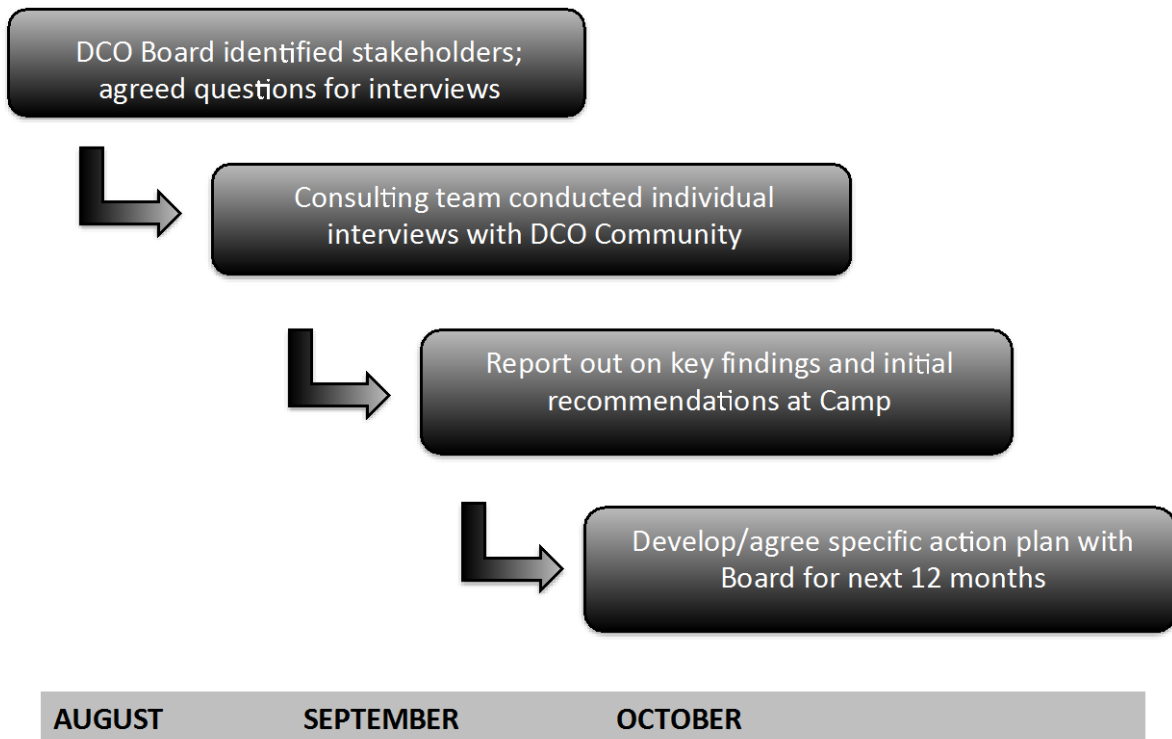 DCO Board identified stakeholders;
agreed questions for interviews
Consulting team conducted individual
interviews with DCO Community
Report out on key findings and initial
recommendations at Camp
Develop/agree specific action plan with
Board for next 12 months
AUGUST SEPTEMBER OCTOBER